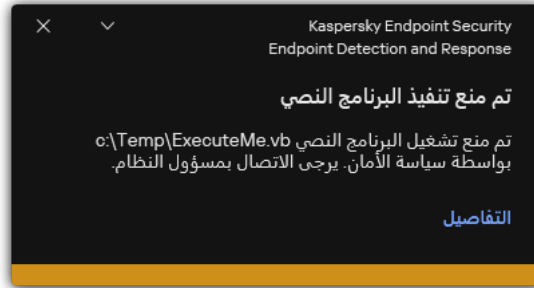 Kaspersky Endpoint Security
Endpoint Detection and Response
تم منع تنفيذ البرنامج النصي
تم منع تشغيل البرنامج النصي c:\Temp\ExecuteMe.vb
بواسطة سياسة الأمان. يرجى الاتصال بمسؤول النظام.
التفاصيل